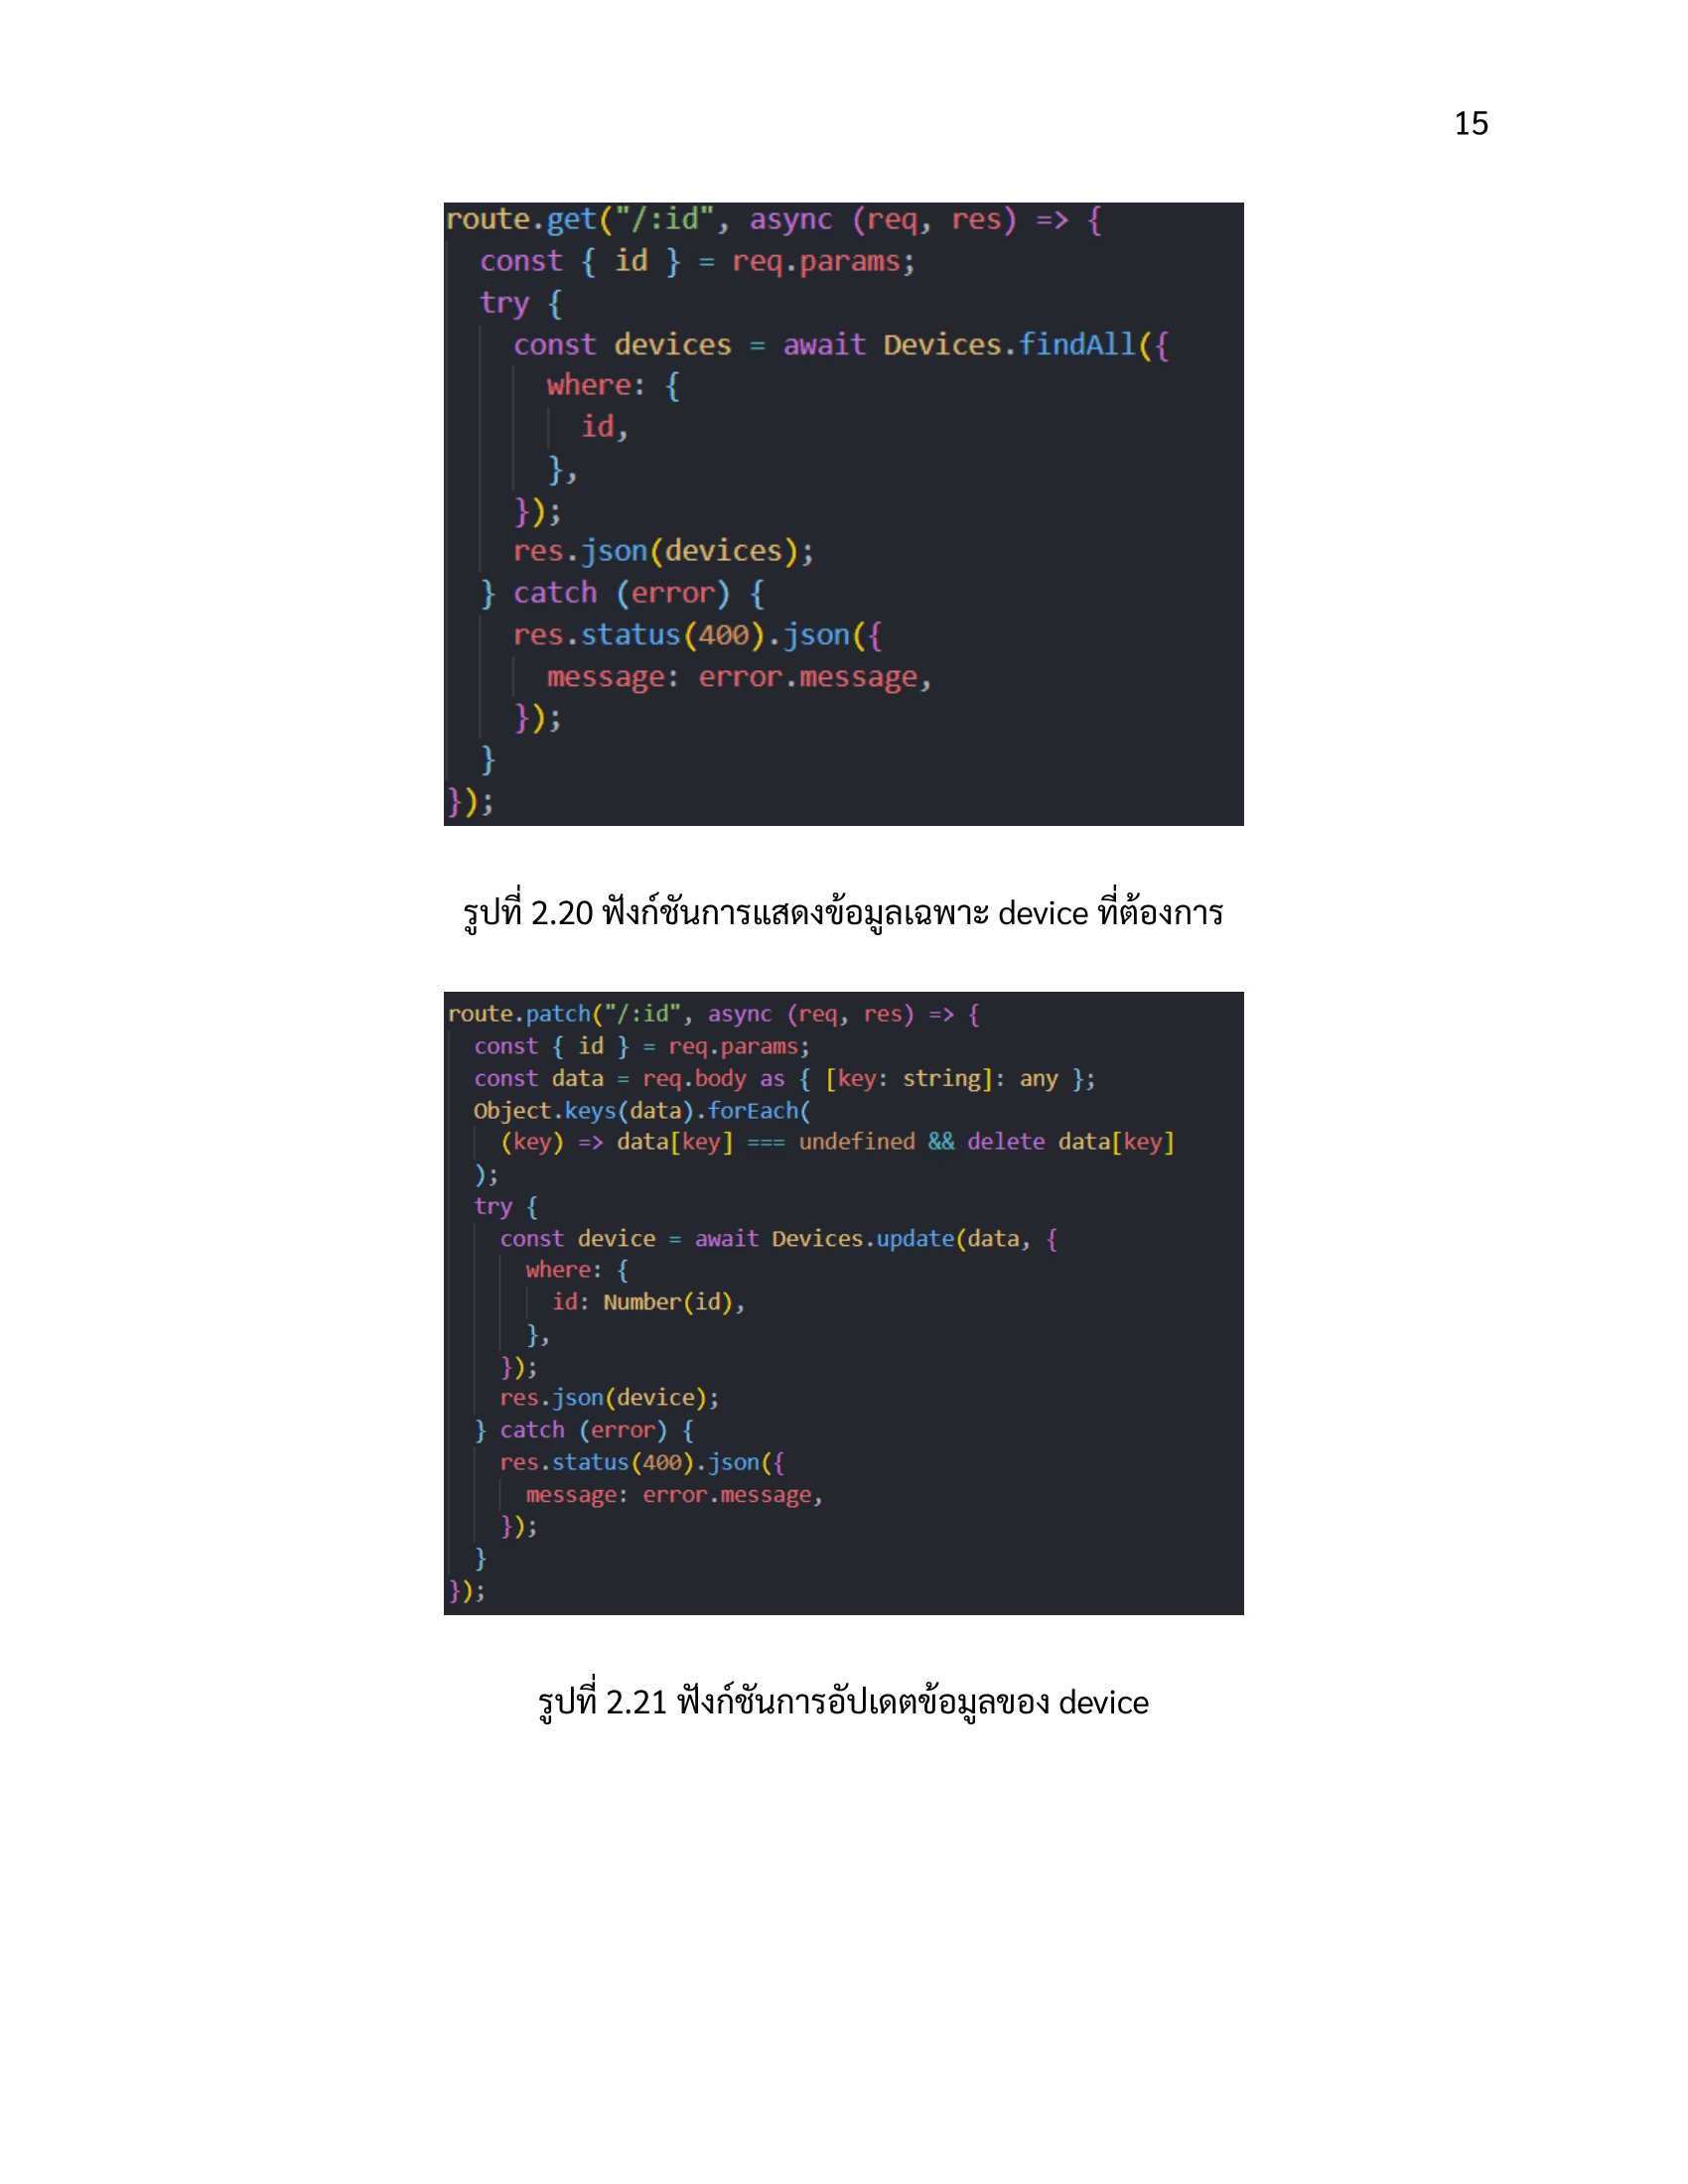 15
route.get("/:id", async (req, res) => {
  const { id } = req.params;
  try {
    const devices = await Devices.findAll({
      where: {
        id,
      },
    });
    res.json(devices);
  } catch (error) {
    res.status(400).json({
      message: error.message,
    });
  }
});
รูปที่ 2.20 ฟังก์ชันการแสดงข้อมูลเฉพาะ device ที่ต้องการ
route.patch("/:id", async (req, res) => {
  const { id } = req.params;
  const data = req.body as { [key: string]: any };
  Object.keys(data).forEach(
    (key) => data[key] === undefined && delete data[key]
  );
  try {
    const device = await Devices.update(data, {
      where: {
        id: Number(id),
      },
    });
    res.json(device);
  } catch (error) {
    res.status(400).json({
      message: error.message,
    });
  }
});
รูปที่ 2.21 ฟังก์ชันการอัปเดตข้อมูลของ device